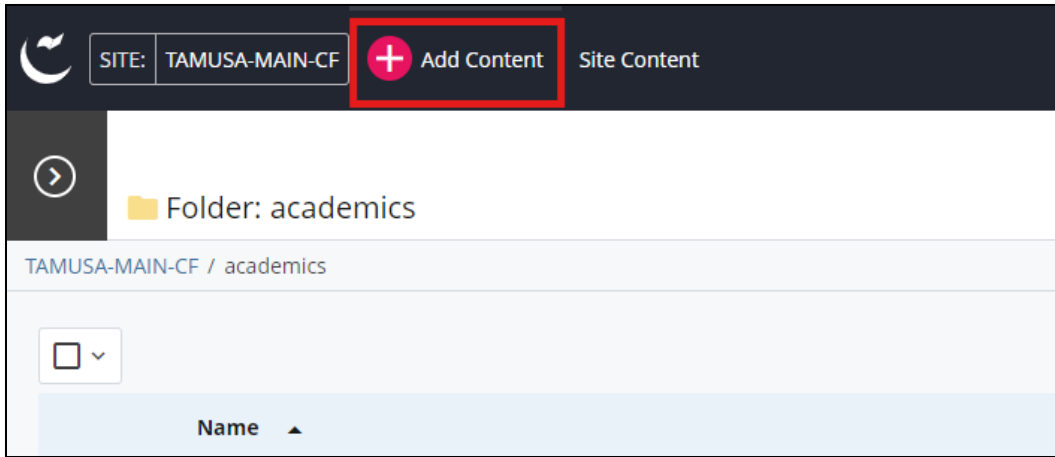 SITE: TAMUSA-MAIN-CF Add Content Site Content
Folder: academics
TAMUSA-MAIN-CF / academics
Name